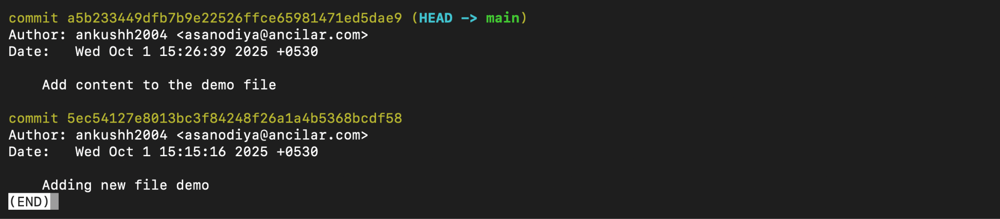 commit a5b233449dfb7b9e22526ffce65981471ed5dae9 (HEAD -> main)
Author: ankushh2004 <asanodiya@ancilar.com>
Date:   Wed Oct 1 15:26:39 2025 +0530
    Add content to the demo file
commit 5ec54127e8013bc3f84248f26a1a4b5368bcdf58
Author: ankushh2004 <asanodiya@ancilar.com>
Date:   Wed Oct 1 15:15:16 2025 +0530
    Adding new file demo
(END)